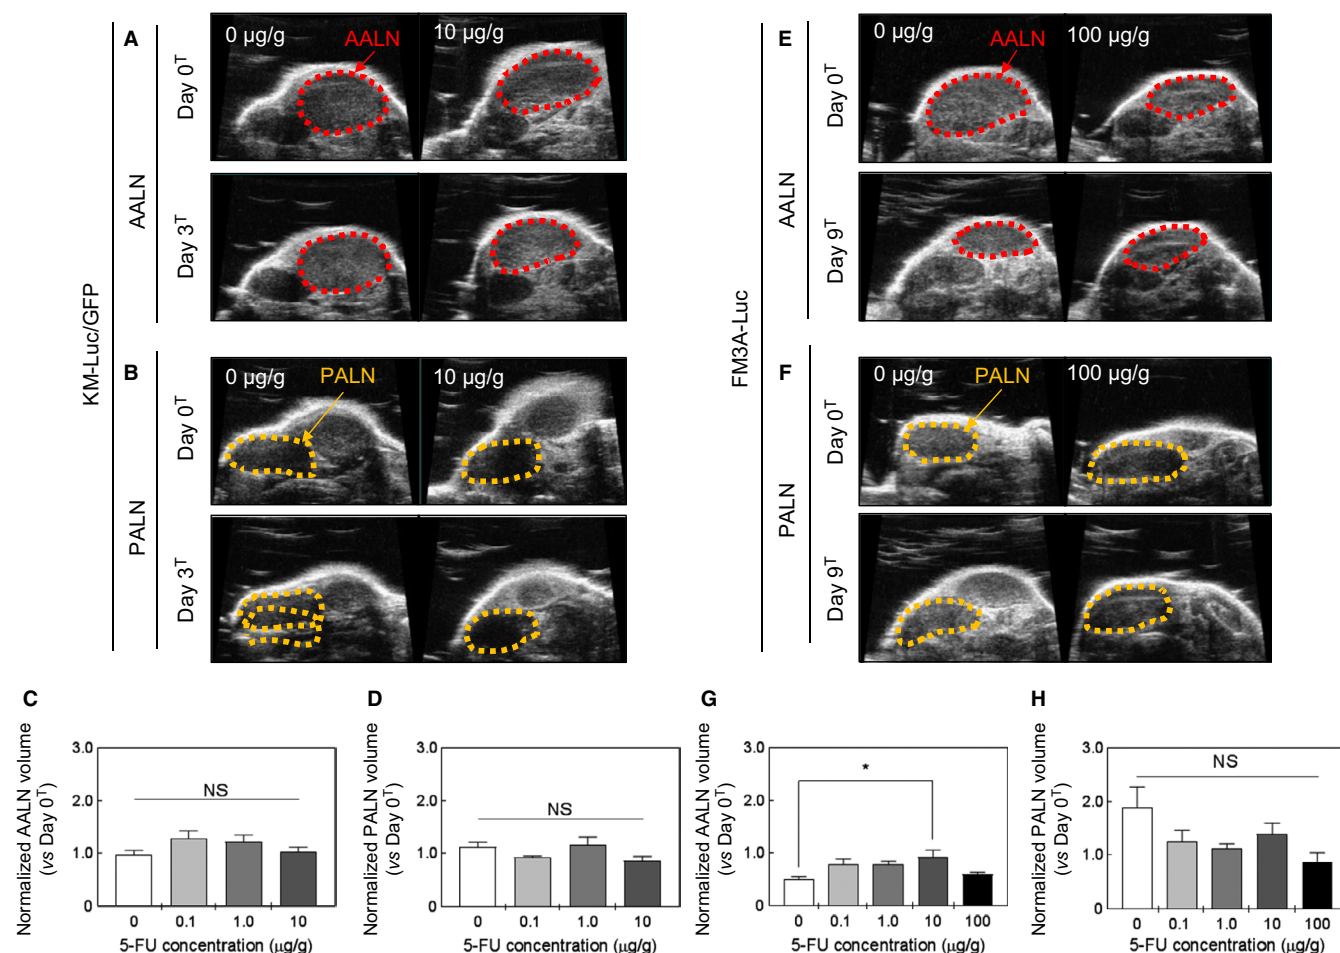 A
0 µg/g
AALN
10 µg/g
Day 0T
Day 3T
AALN
KM-Luc/GFP
B
0 µg/g
PALN
10 µg/g
Day 0T
Day 3T
PALN
E
0 µg/g
AALN
100 µg/g
Day 0T
Day 9T
AALN
FM3A-Luc
F
0 µg/g
PALN
100 µg/g
Day 0T
Day 9T
PALN
C
Normalized AALN volume
(vs Day 0T)
3.0
2.0
1.0
0
NS
0 0.1 1.0 10
5-FU concentration (µg/g)
D
Normalized PALN volume
(vs Day 0T)
3.0
2.0
1.0
0
NS
0 0.1 1.0 10
5-FU concentration (µg/g)
G
Normalized AALN volume
(vs Day 0T)
3.0
2.0
1.0
0
*
0 0.1 1.0 10 100
5-FU concentration (µg/g)
H
Normalized PALN volume
(vs Day 0T)
3.0
2.0
1.0
0
NS
0 0.1 1.0 10 100
5-FU concentration (µg/g)